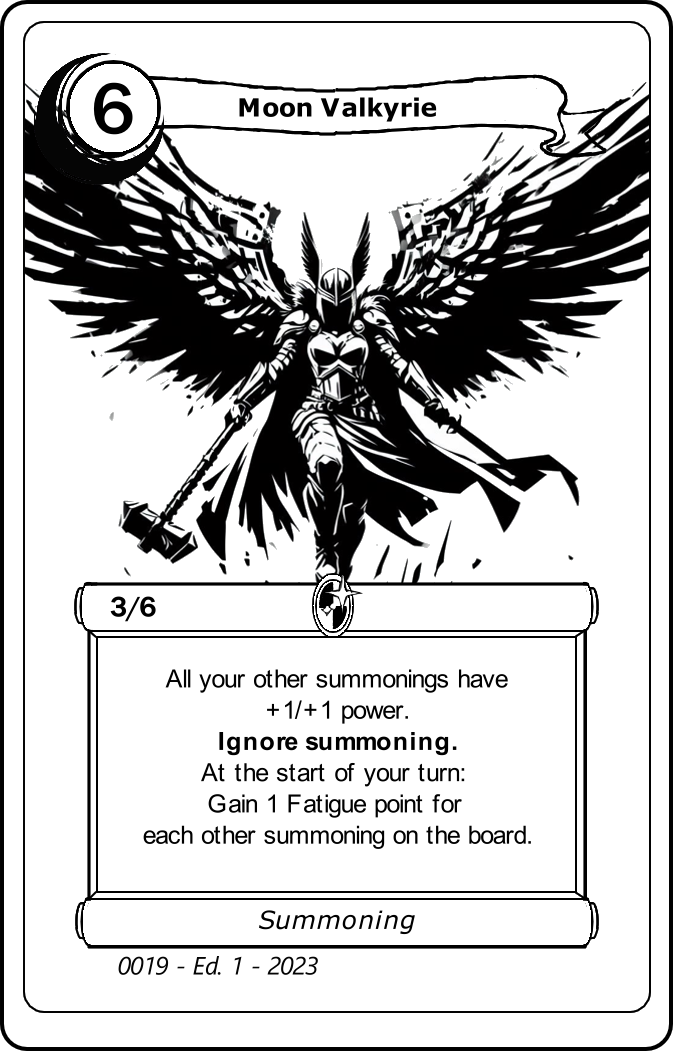 6
Moon Valkyrie
3/6
All your other summonings have
+1/+1 power.
Ignore summoning.
At the start of your turn:
Gain 1 Fatigue point for
each other summoning on the board.
Summoning
0019 - Ed. 1 - 2023